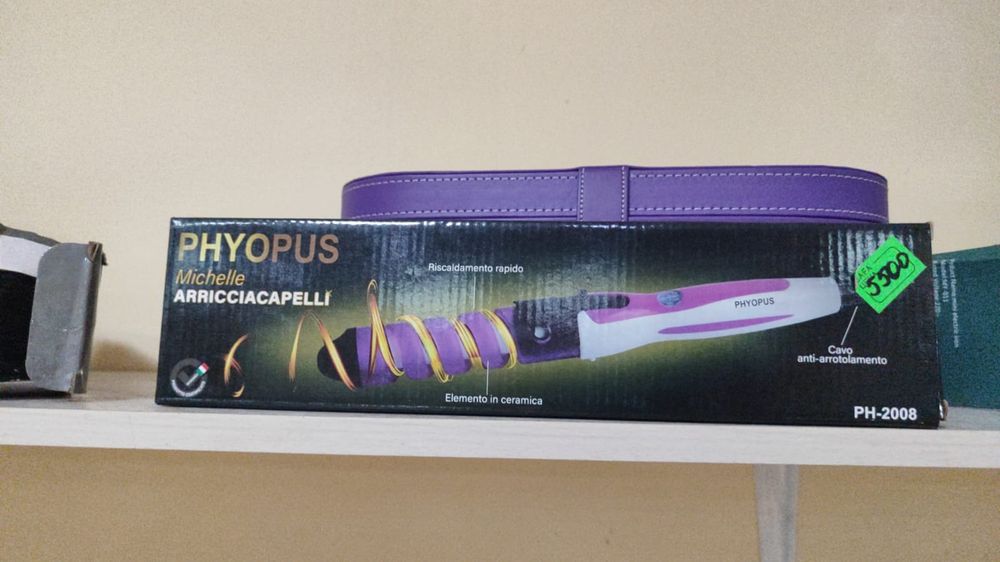 PHYOPUS
Michelle
ARRICCIACAPELLI
Riscaldamento rapido
PHYOPUS
5500
Cavo
anti-arrotolamento
Elemento in ceramica
PH-2008